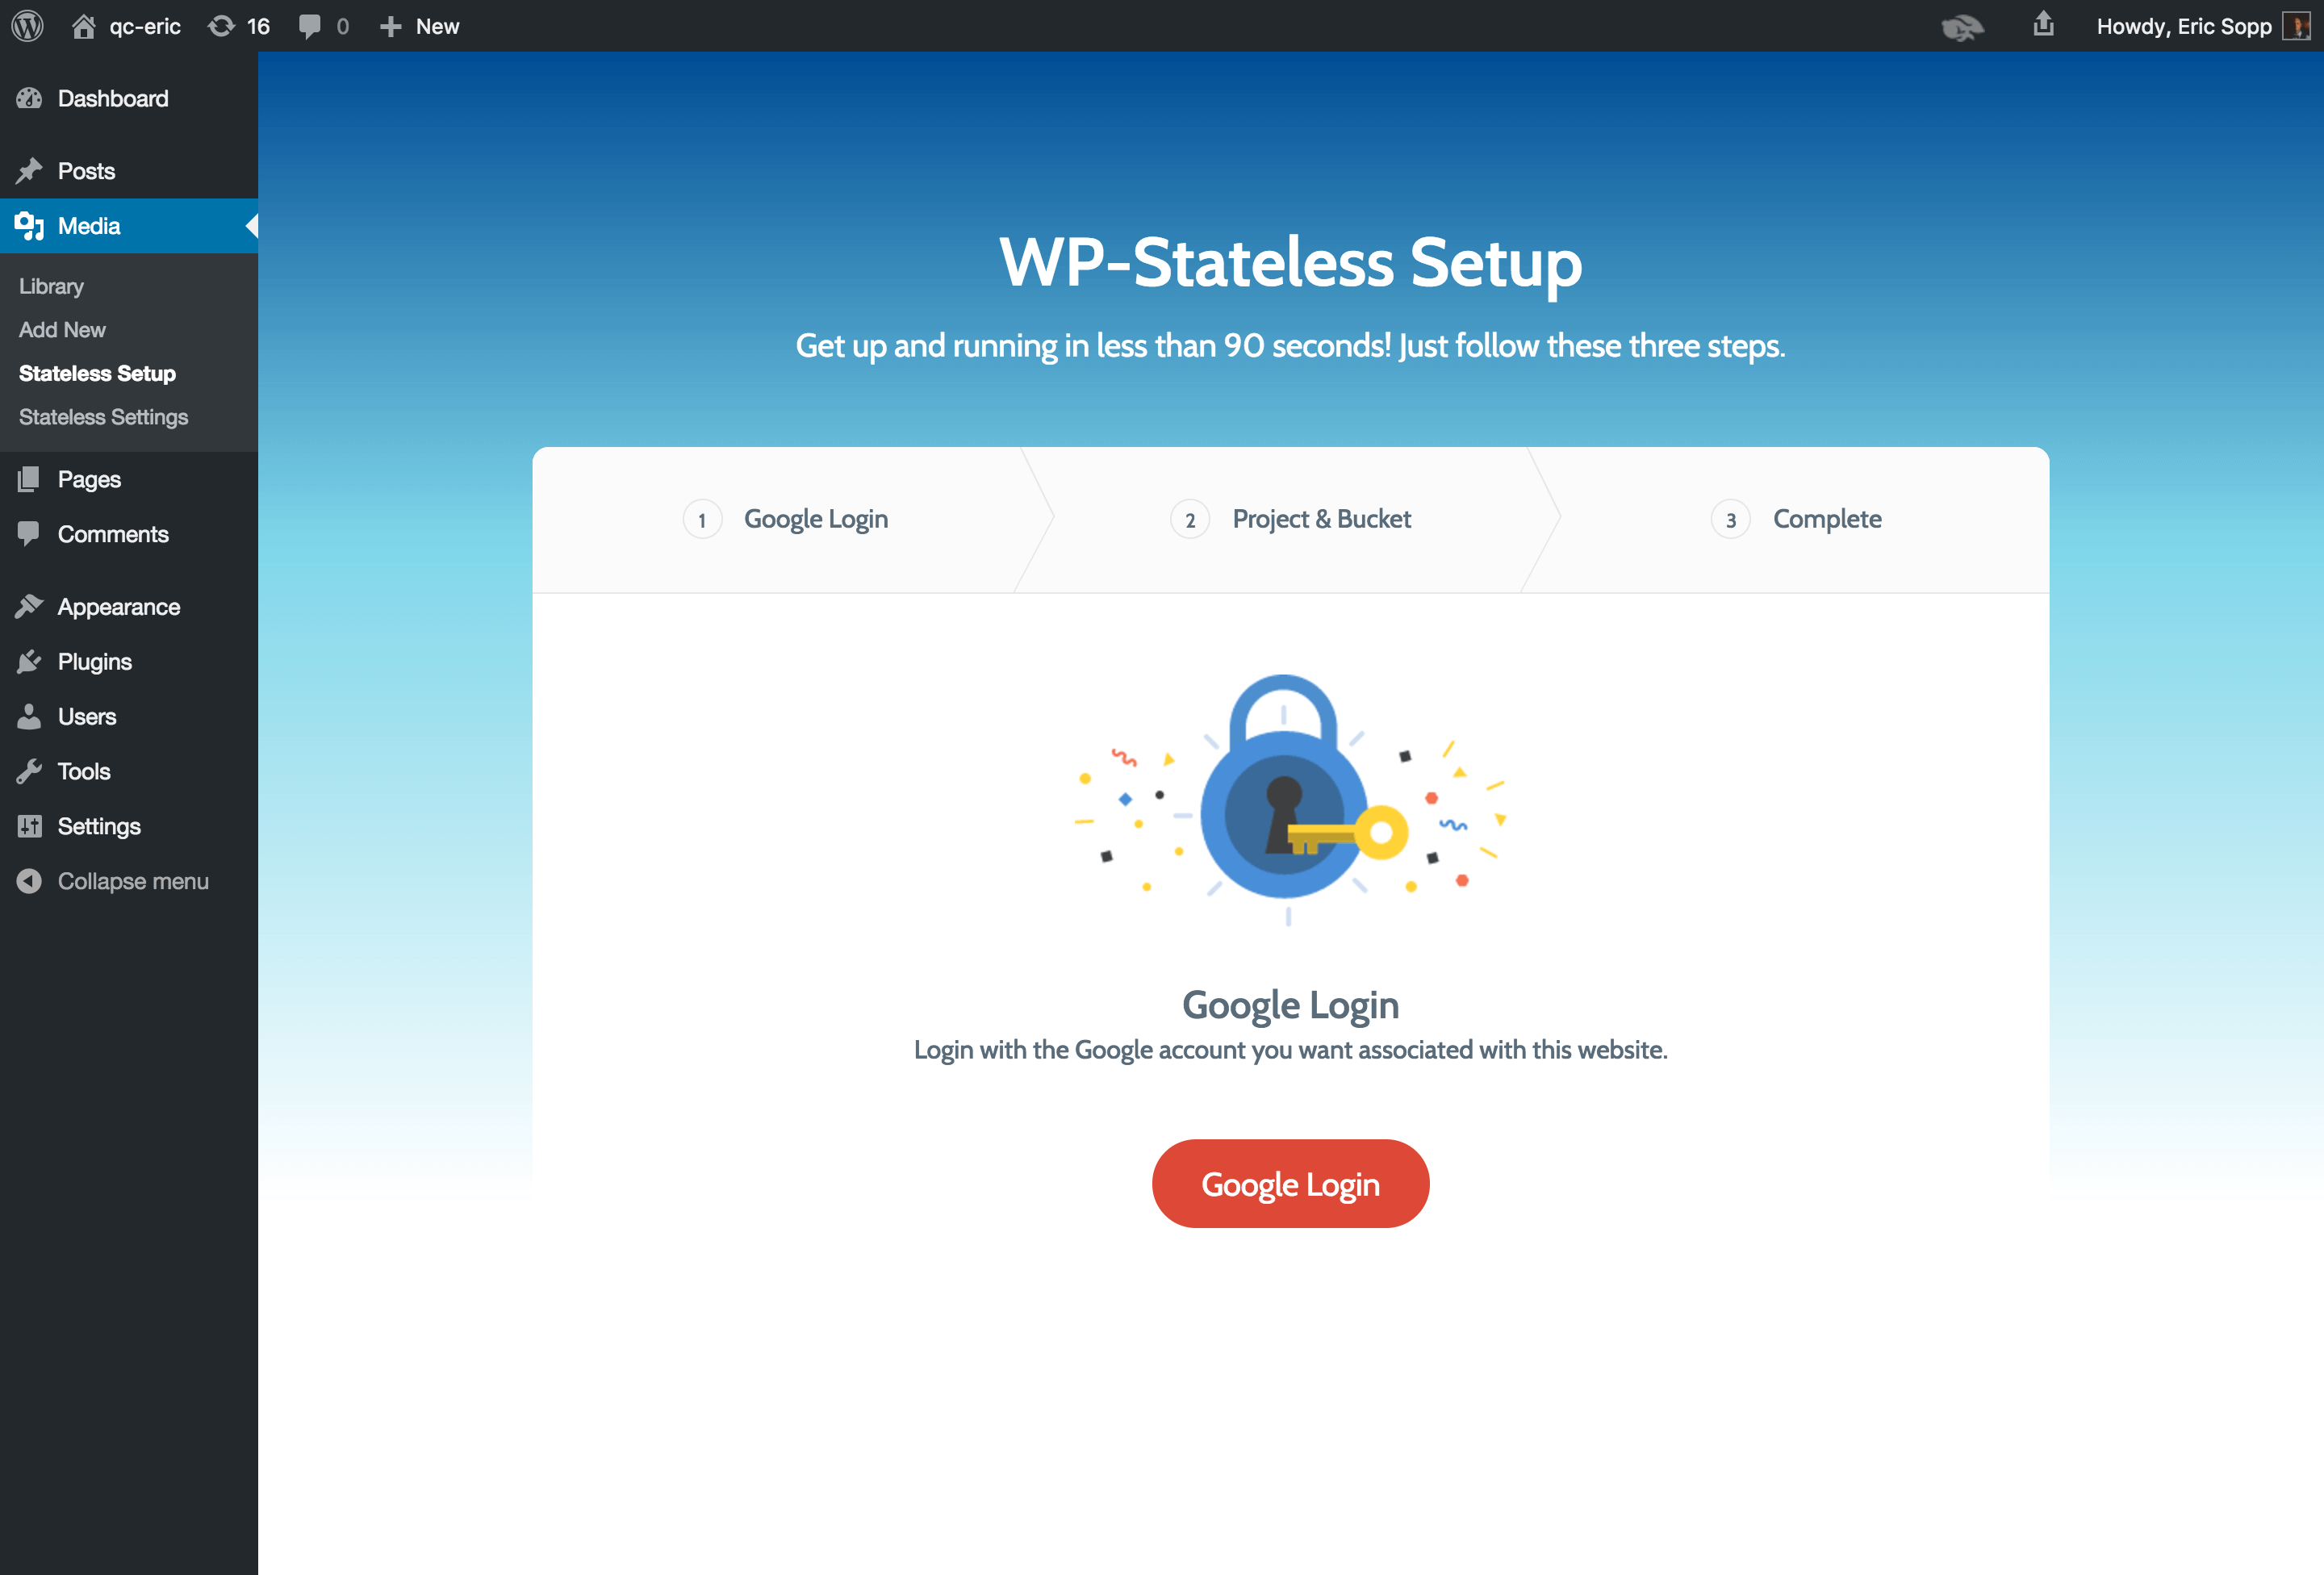 qc-eric 16 0 New Howdy, Eric Sopp
Dashboard
Posts
Media
Library
Add New
Stateless Setup
Stateless Settings
Pages
Comments
Appearance
Plugins
Users
Tools
Settings
Collapse menu
WP-Stateless Setup
Get up and running in less than 90 seconds! Just follow these three steps.
1 Google Login 2 Project & Bucket 3 Complete
Google Login
Login with the Google account you want associated with this website.
Google Login